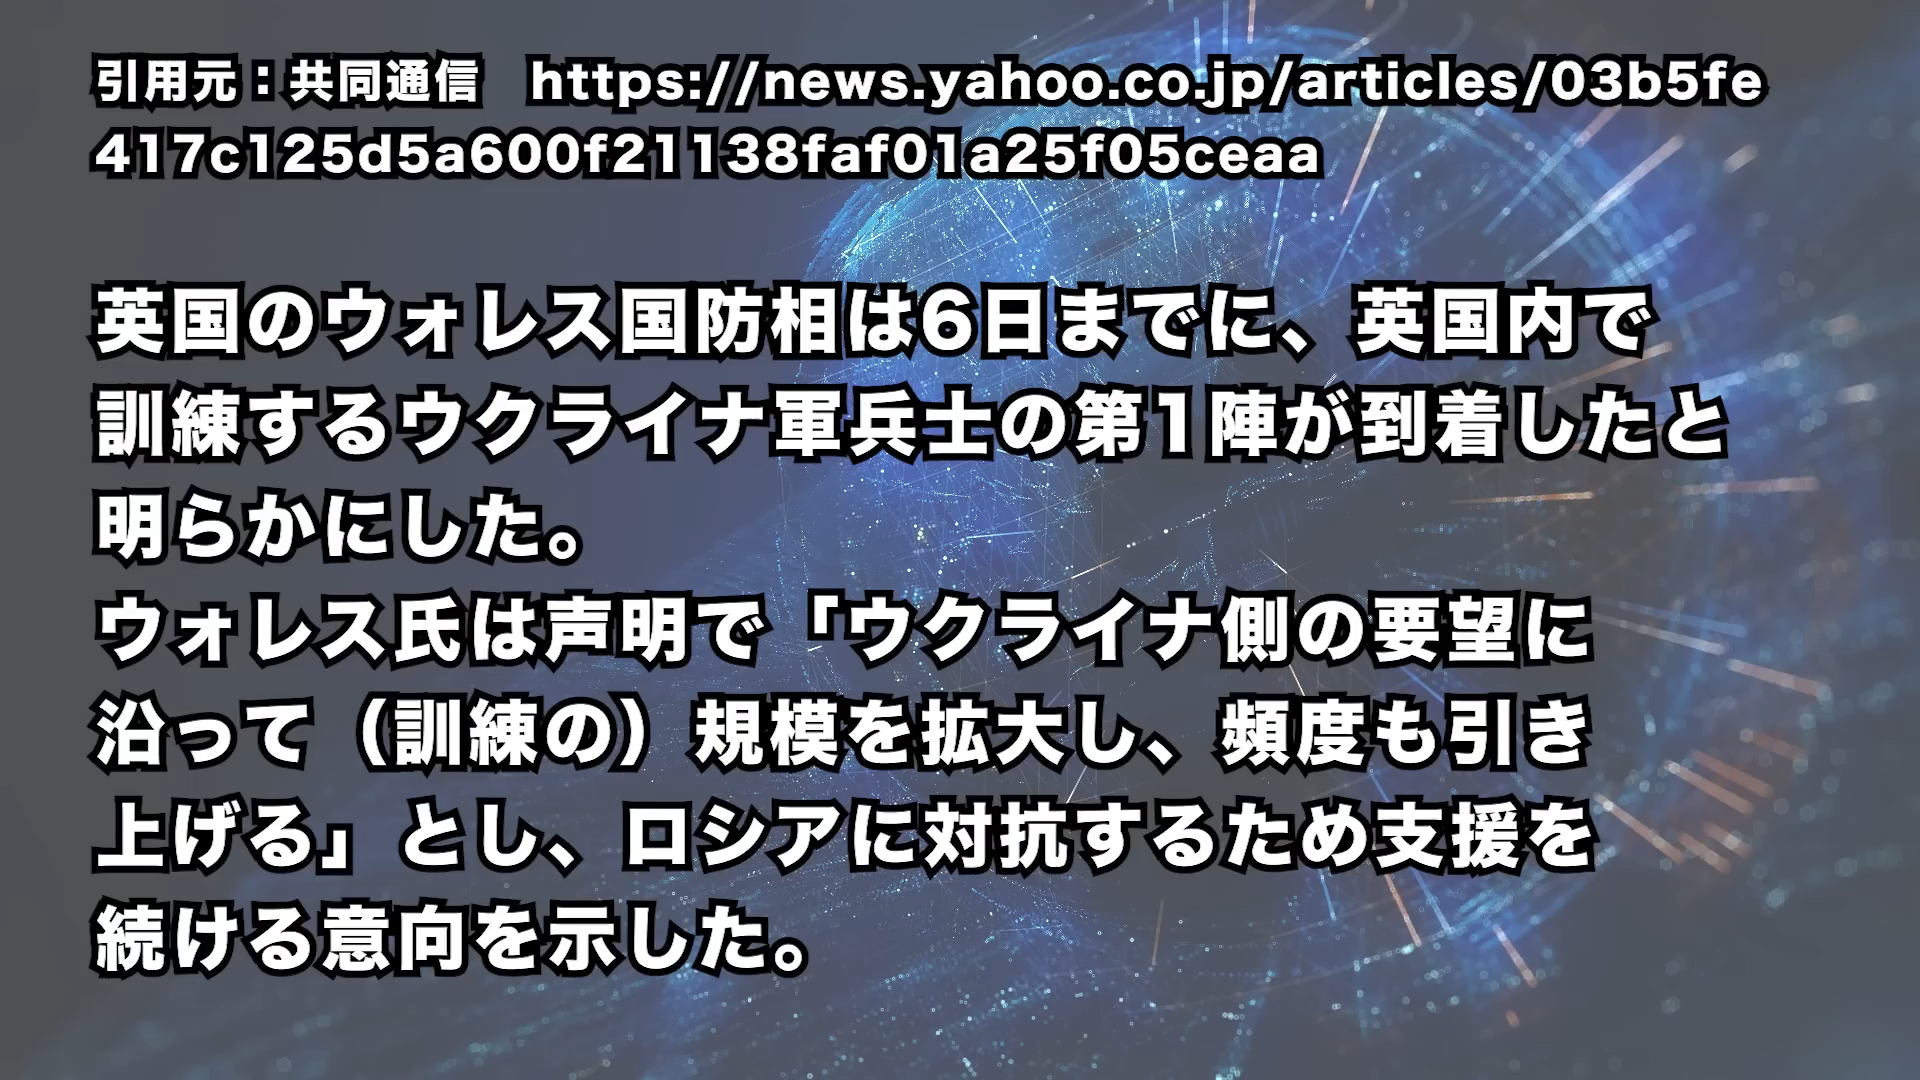 引用元：共同通信　https://news.yahoo.co.jp/articles/03b5fe
417c125d5a600f21138faf01a25f05ceaa
英国のウォレス国防相は6日までに、英国内で
訓練するウクライナ軍兵士の第1陣が到着したと
明らかにした。
ウォレス氏は声明で「ウクライナ側の要望に
沿って（訓練の）規模を拡大し、頻度も引き
上げる」とし、ロシアに対抗するため支援を
続ける意向を示した。